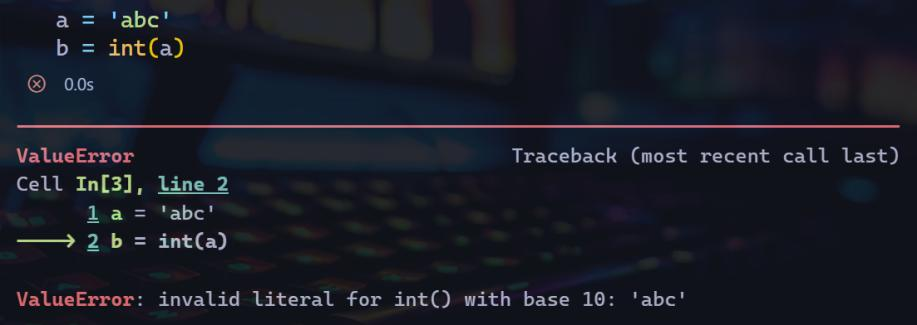 a = 'abc'
b = int(a)
0.0s
ValueError Traceback (most recent call last)
Cell In[3], line 2
1 a = 'abc'
----> 2 b = int(a)
ValueError: invalid literal for int() with base 10: 'abc'